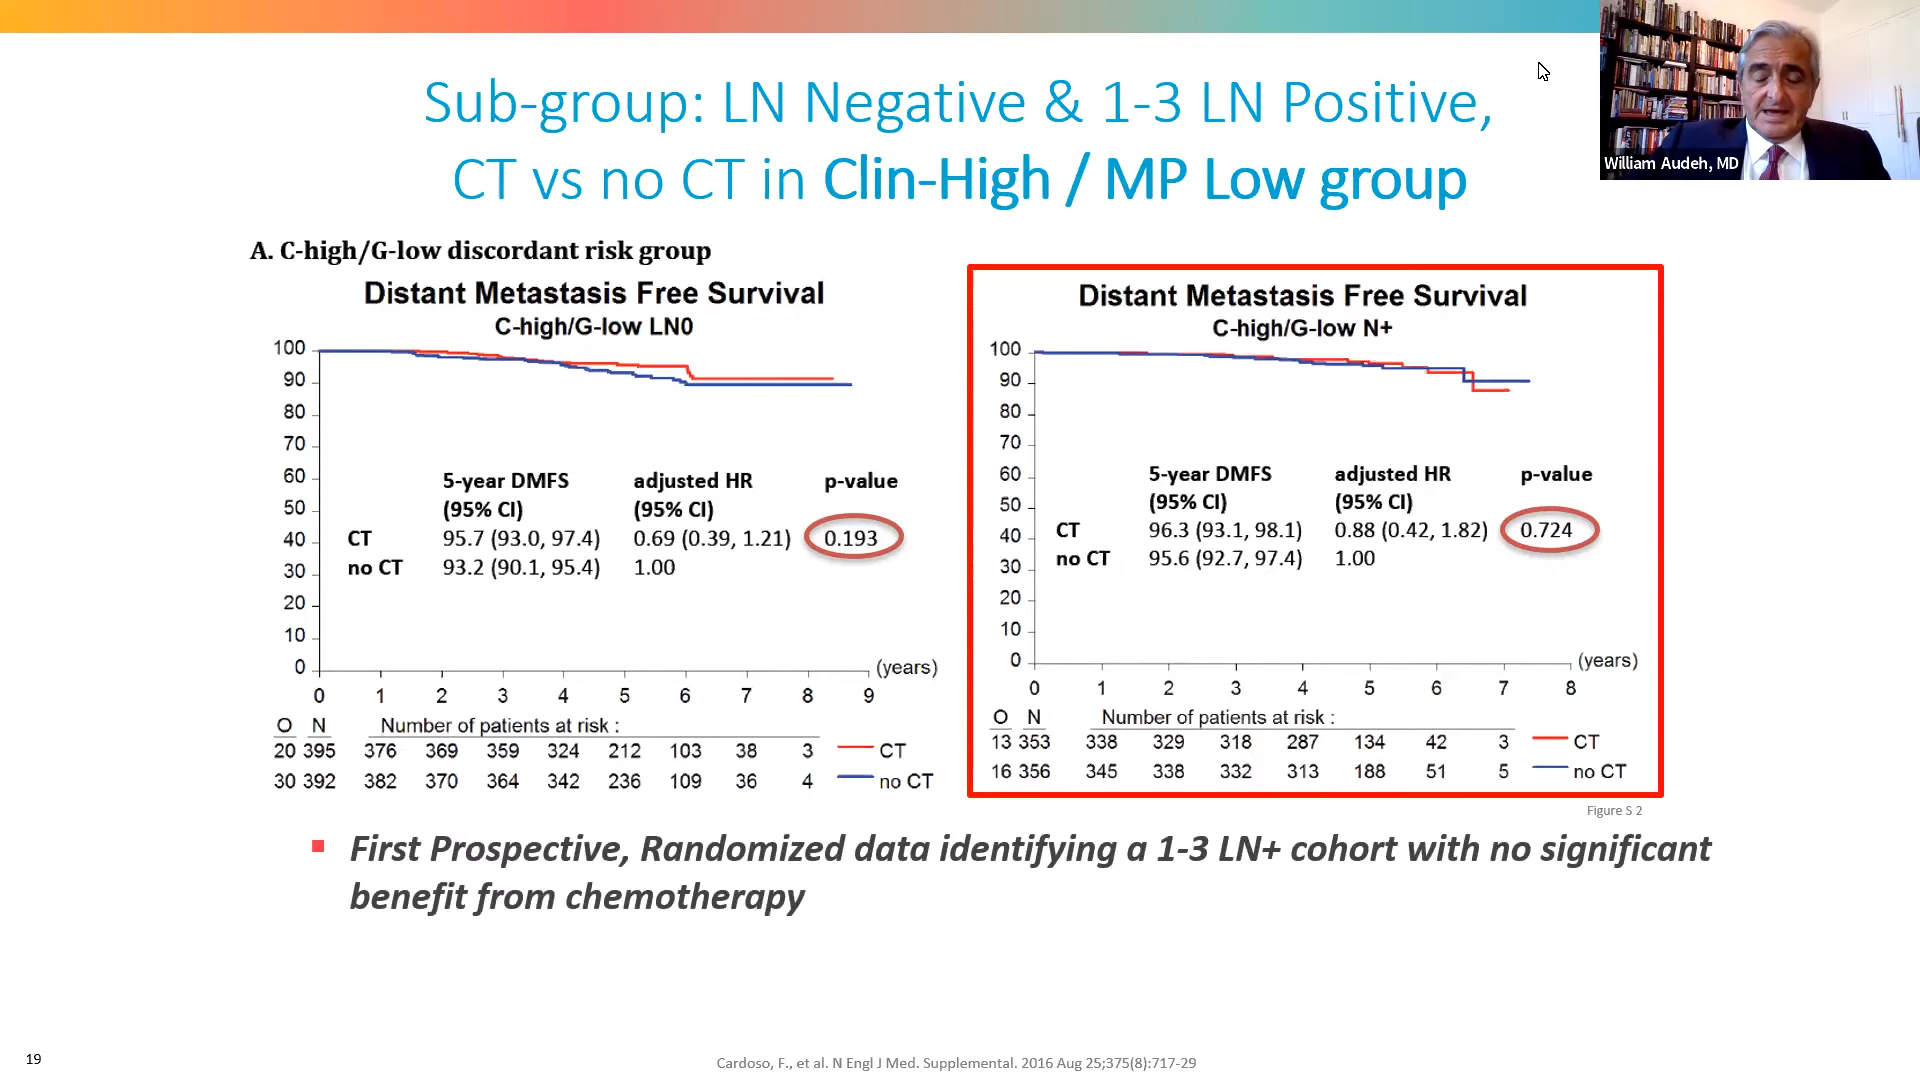 Sub-group: LN Negative & 1-3 LN Positive,
CT vs no CT in Clin-High / MP Low group
William Audeh, MD
A. C-high/G-low discordant risk group
Distant Metastasis Free Survival
C-high/G-low LN0
100
90
80
70
60
50
40
30
20
10
0
5-year DMFS adjusted HR p-value
(95% CI) (95% CI)
CT 95.7 (93.0, 97.4) 0.69 (0.39, 1.21) 0.193
no CT 93.2 (90.1, 95.4) 1.00
(years)
0 1 2 3 4 5 6 7 8 9
O N Number of patients at risk :
20 395 376 369 359 324 212 103 38 3 CT
30 392 382 370 364 342 236 109 36 4 no CT
Distant Metastasis Free Survival
C-high/G-low N+
100
90
80
70
60
50
40
30
20
10
0
5-year DMFS adjusted HR p-value
(95% CI) (95% CI)
CT 96.3 (93.1, 98.1) 0.88 (0.42, 1.82) 0.724
no CT 95.6 (92.7, 97.4) 1.00
(years)
0 1 2 3 4 5 6 7 8
O N Number of patients at risk :
13 353 338 329 318 287 134 42 3 CT
16 356 345 338 332 313 188 51 5 no CT
Figure S 2
First Prospective, Randomized data identifying a 1-3 LN+ cohort with no significant
benefit from chemotherapy
19
Cardoso, F., et al. N Engl J Med. Supplemental. 2016 Aug 25;375(8):717-29